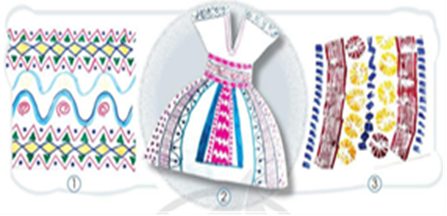 ① ② ③